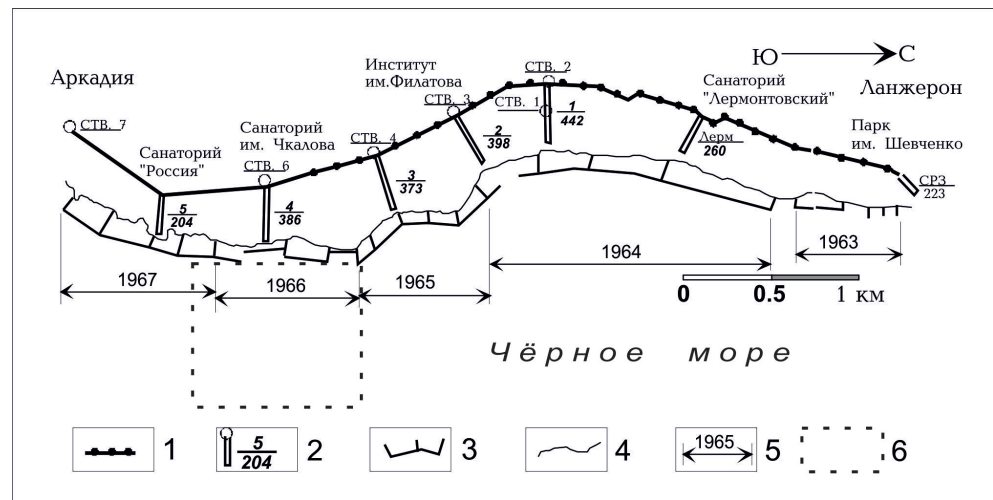 Ю С
Аркадия
Институт
им.Филатова
СТВ. 2
СТВ. 3
СТВ. 1
1
442
Санаторий
"Лермонтовский"
Ланжерон
СТВ. 7
Санаторий
им. Чкалова
СТВ. 4
2
398
Лерм
260
Парк
им. Шевченко
Санаторий
"Россия"
СТВ. 6
3
373
СРЗ
223
5
204
4
386
1967
1966
1965
1964
1963
0 0.5 1 км
Чёрное море
1
5
204
2
3
4
1965
5
6